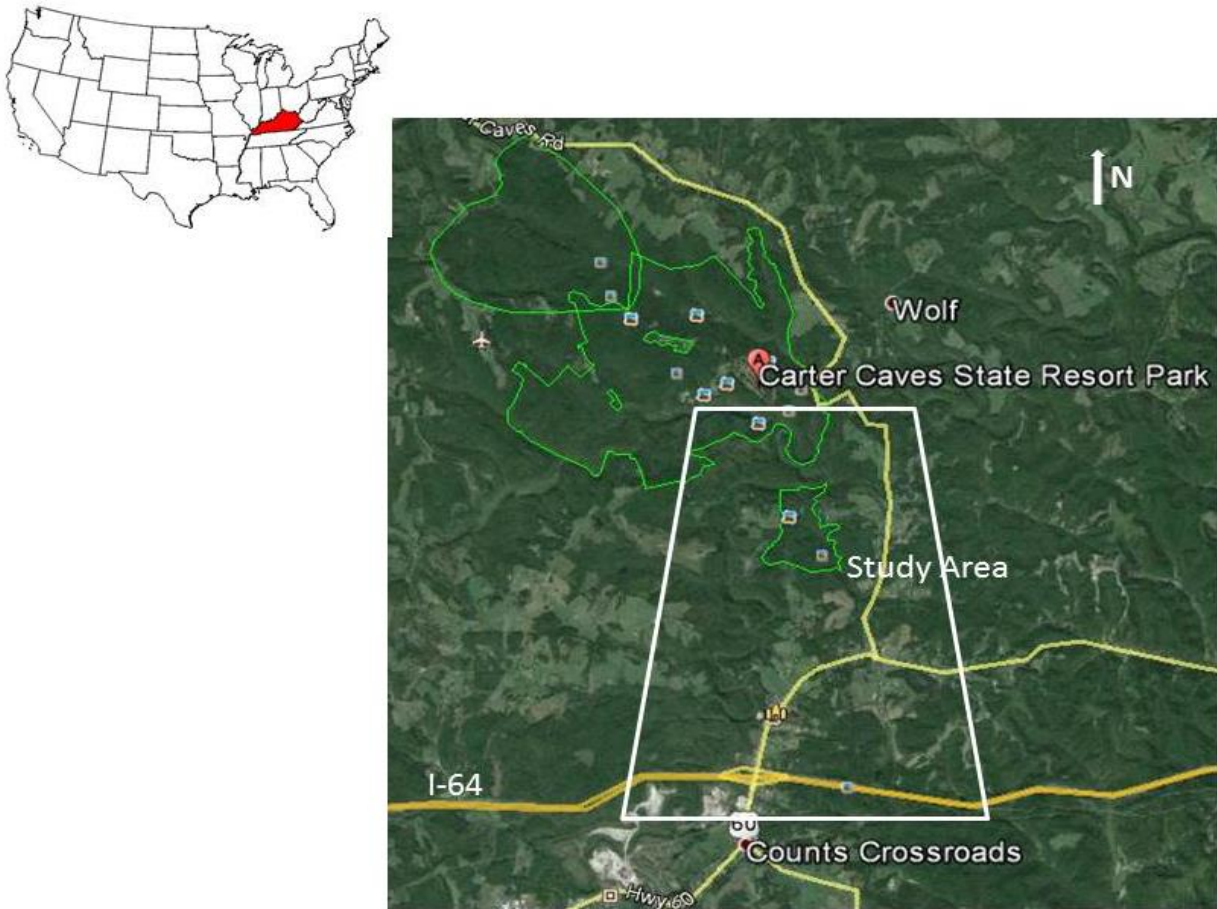 Caves Rd
N
Wolf
A
Carter Caves State Resort Park
Study Area
I-64
60
Counts Crossroads
Hwy 60